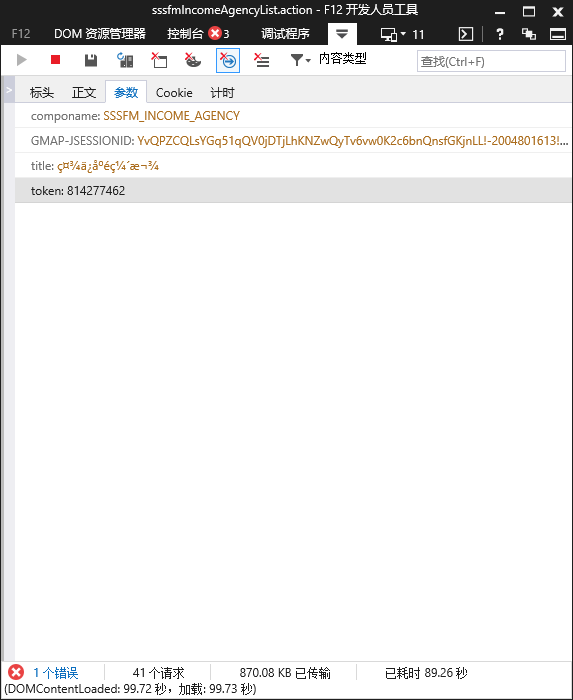 sssfmIncomeAgencyList.action - F12 开发人员工具
F12 DOM 资源管理器 控制台 3 调试程序 11
内容类型 查找(Ctrl+F)
标头 正文 参数 Cookie 计时
componame: SSSFM_INCOME_AGENCY
GMAP-JSESSIONID: YvQPZCQLsYGq51qQV0jDTjLhKNZwQyTv6vw0K2c6bnQnsfGKjnLL!-2004801613!...
title: ç¤¾ä¿åºéç¼´æ¬¾
token: 814277462
1 个错误 41 个请求 870.08 KB 已传输 已耗时 89.26 秒
(DOMContentLoaded: 99.72 秒，加载: 99.73 秒)